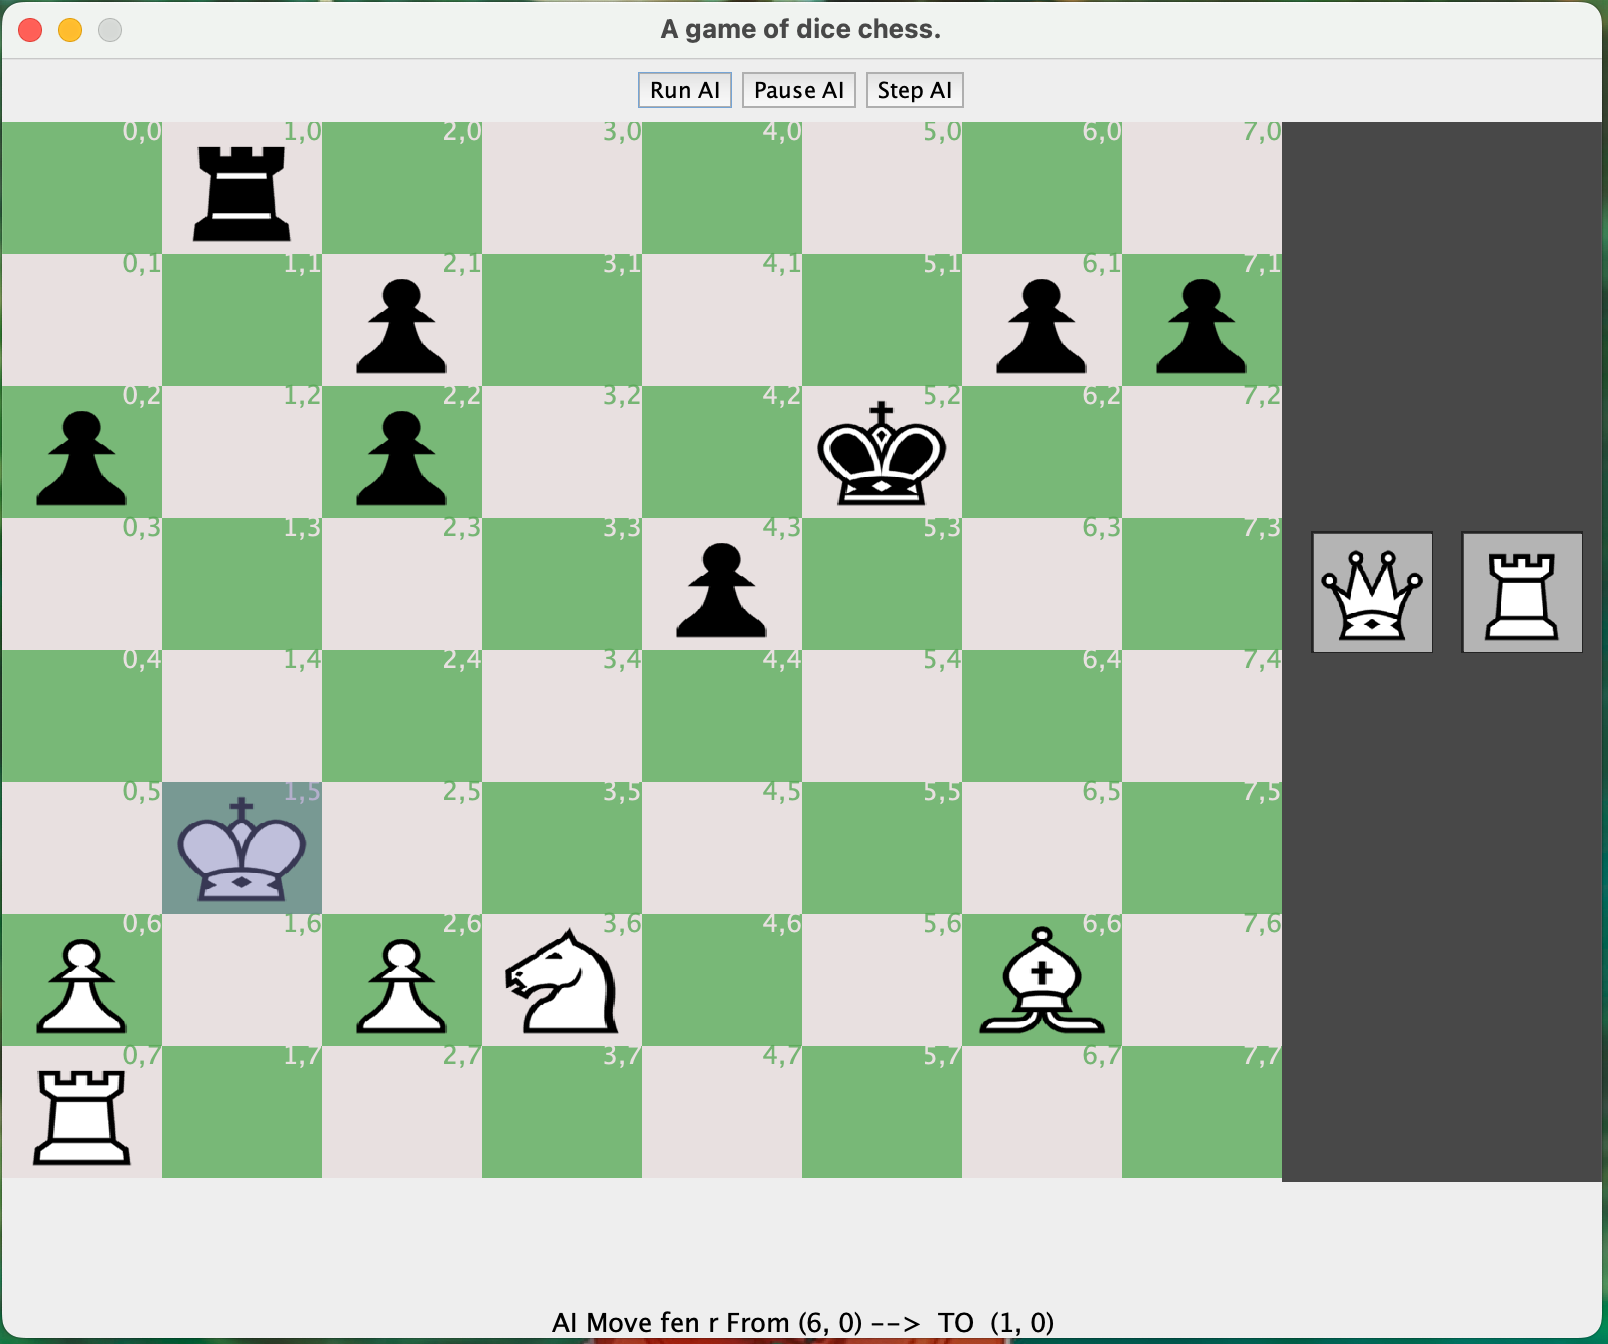 A game of dice chess.
Run AI Pause AI Step AI
0,0 1,0 2,0 3,0 4,0 5,0 6,0 7,0
0,1 1,1 2,1 3,1 4,1 5,1 6,1 7,1
0,2 1,2 2,2 3,2 4,2 5,2 6,2 7,2
0,3 1,3 2,3 3,3 4,3 5,3 6,3 7,3
0,4 1,4 2,4 3,4 4,4 5,4 6,4 7,4
0,5 1,5 2,5 3,5 4,5 5,5 6,5 7,5
0,6 1,6 2,6 3,6 4,6 5,6 6,6 7,6
0,7 1,7 2,7 3,7 4,7 5,7 6,7 7,7
AI Move fen r From (6, 0) --> TO (1, 0)